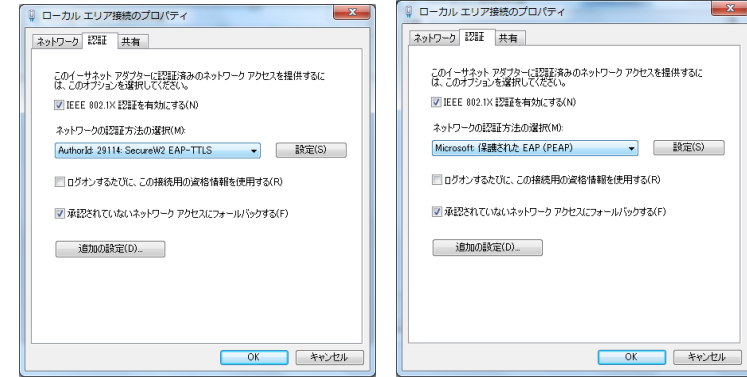 ローカル エリア接続のプロパティ
ネットワーク 認証 共有
このイーサネット アダプターに認証済みのネットワーク アクセスを提供するに
は、このオプションを選択してください。
IEEE 802.1X 認証を有効にする(N)
ネットワークの認証方法の選択(M):
AuthorId: 29114: SecureW2 EAP-TTLS 設定(S)
ログオンするたびに、この接続用の資格情報を使用する(R)
承認されていないネットワーク アクセスにフォールバックする(F)
追加の設定(D)...
OK キャンセル
ローカル エリア接続のプロパティ
ネットワーク 認証 共有
このイーサネット アダプターに認証済みのネットワーク アクセスを提供するに
は、このオプションを選択してください。
IEEE 802.1X 認証を有効にする(N)
ネットワークの認証方法の選択(M):
Microsoft: 保護された EAP (PEAP) 設定(S)
ログオンするたびに、この接続用の資格情報を使用する(R)
承認されていないネットワーク アクセスにフォールバックする(F)
追加の設定(D)...
OK キャンセル